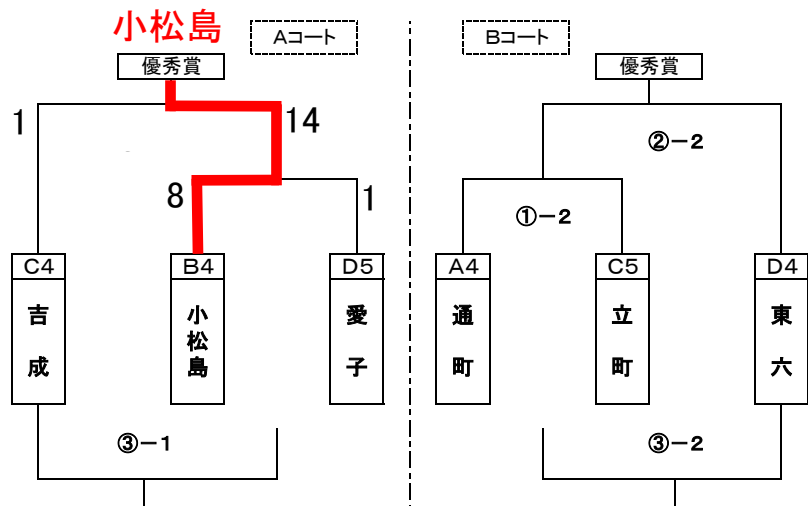 小松島
Aコート
Bコート
優秀賞
優秀賞
1
14
②－2
8
1
①－2
C4
B4
D5
A4
C5
D4
吉成
小松島
愛子
通町
立町
東六
③－1
③－2